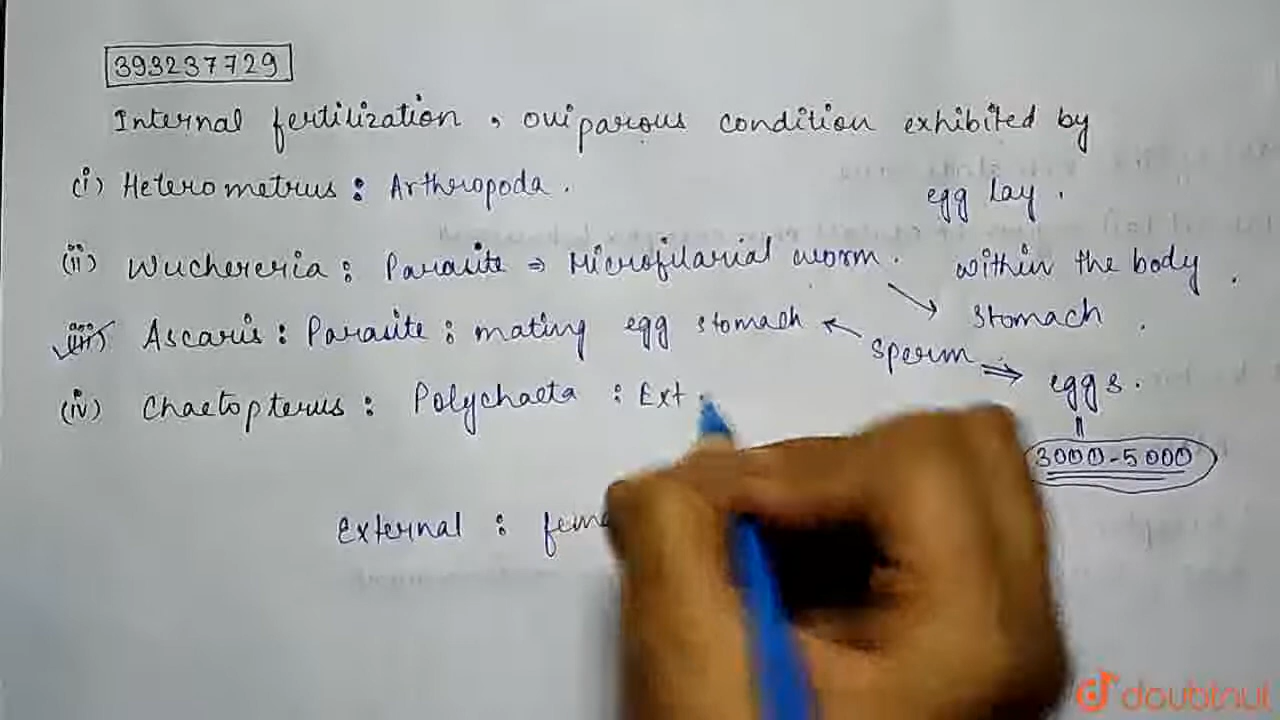 393237729
Internal fertilization, oviparous condition exhibited by
(i) Heterometrus : Arthropoda.
egg lay.
(ii) Wuchereria : Parasite ⇒ Microfilarial worm.
within the body.
stomach.
(iii) Ascaris : Parasite : mating egg stomach
sperm ⇒ eggs.
(iv) Chaetopterus : Polychaeta : Ext.
3000-5000
External :
doubtnut